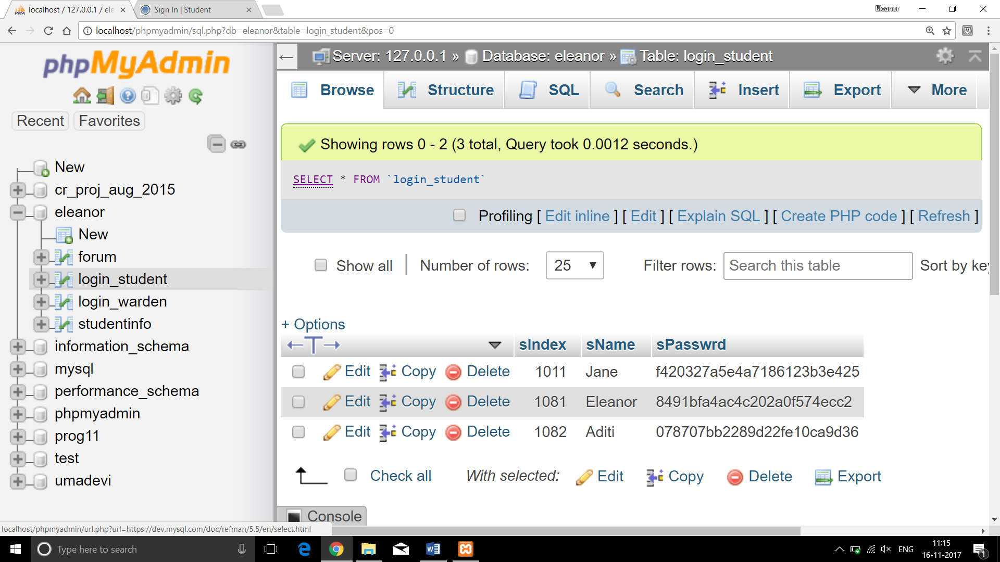 localhost / 127.0.0.1 / ele
Sign In | Student
Eleanor
localhost/phpmyadmin/sql.php?db=eleanor&table=login_student&pos=0
phpMyAdmin
Recent
Favorites
New
cr_proj_aug_2015
eleanor
New
forum
login_student
login_warden
studentinfo
information_schema
mysql
performance_schema
phpmyadmin
prog11
test
umadevi
Server: 127.0.0.1 » Database: eleanor » Table: login_student
Browse Structure SQL Search Insert Export More
Showing rows 0 - 2 (3 total, Query took 0.0012 seconds.)
SELECT * FROM `login_student`
Profiling [ Edit inline ] [ Edit ] [ Explain SQL ] [ Create PHP code ] [ Refresh ]
Show all | Number of rows: 25 Filter rows: Search this table Sort by key
+ Options
sIndex sName sPasswrd
Edit Copy Delete 1011 Jane f420327a5e4a7186123b3e425
Edit Copy Delete 1081 Eleanor 8491bfa4ac4c202a0f574ecc2
Edit Copy Delete 1082 Aditi 078707bb2289d22fe10ca9d36
Check all With selected: Edit Copy Delete Export
Console
localhost/phpmyadmin/url.php?url=https://dev.mysql.com/doc/refman/5.5/en/select.html
Type here to search
ENG
11:15
16-11-2017
1